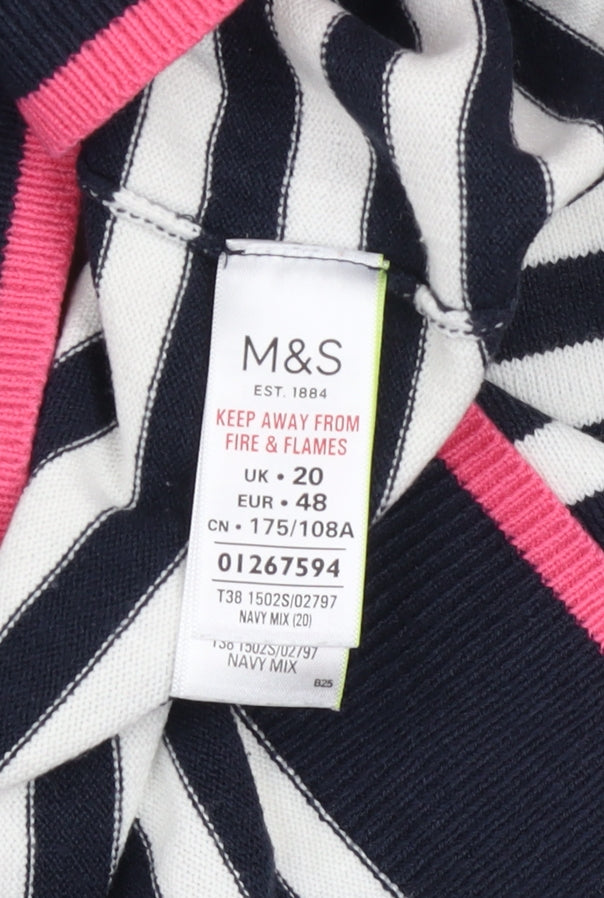 M&S
EST. 1884
KEEP AWAY FROM
FIRE & FLAMES
UK • 20
EUR • 48
CN • 175/108A
01267594
T38 1502S/02797
NAVY MIX (20)
T38 1502S/02797
NAVY MIX
B25